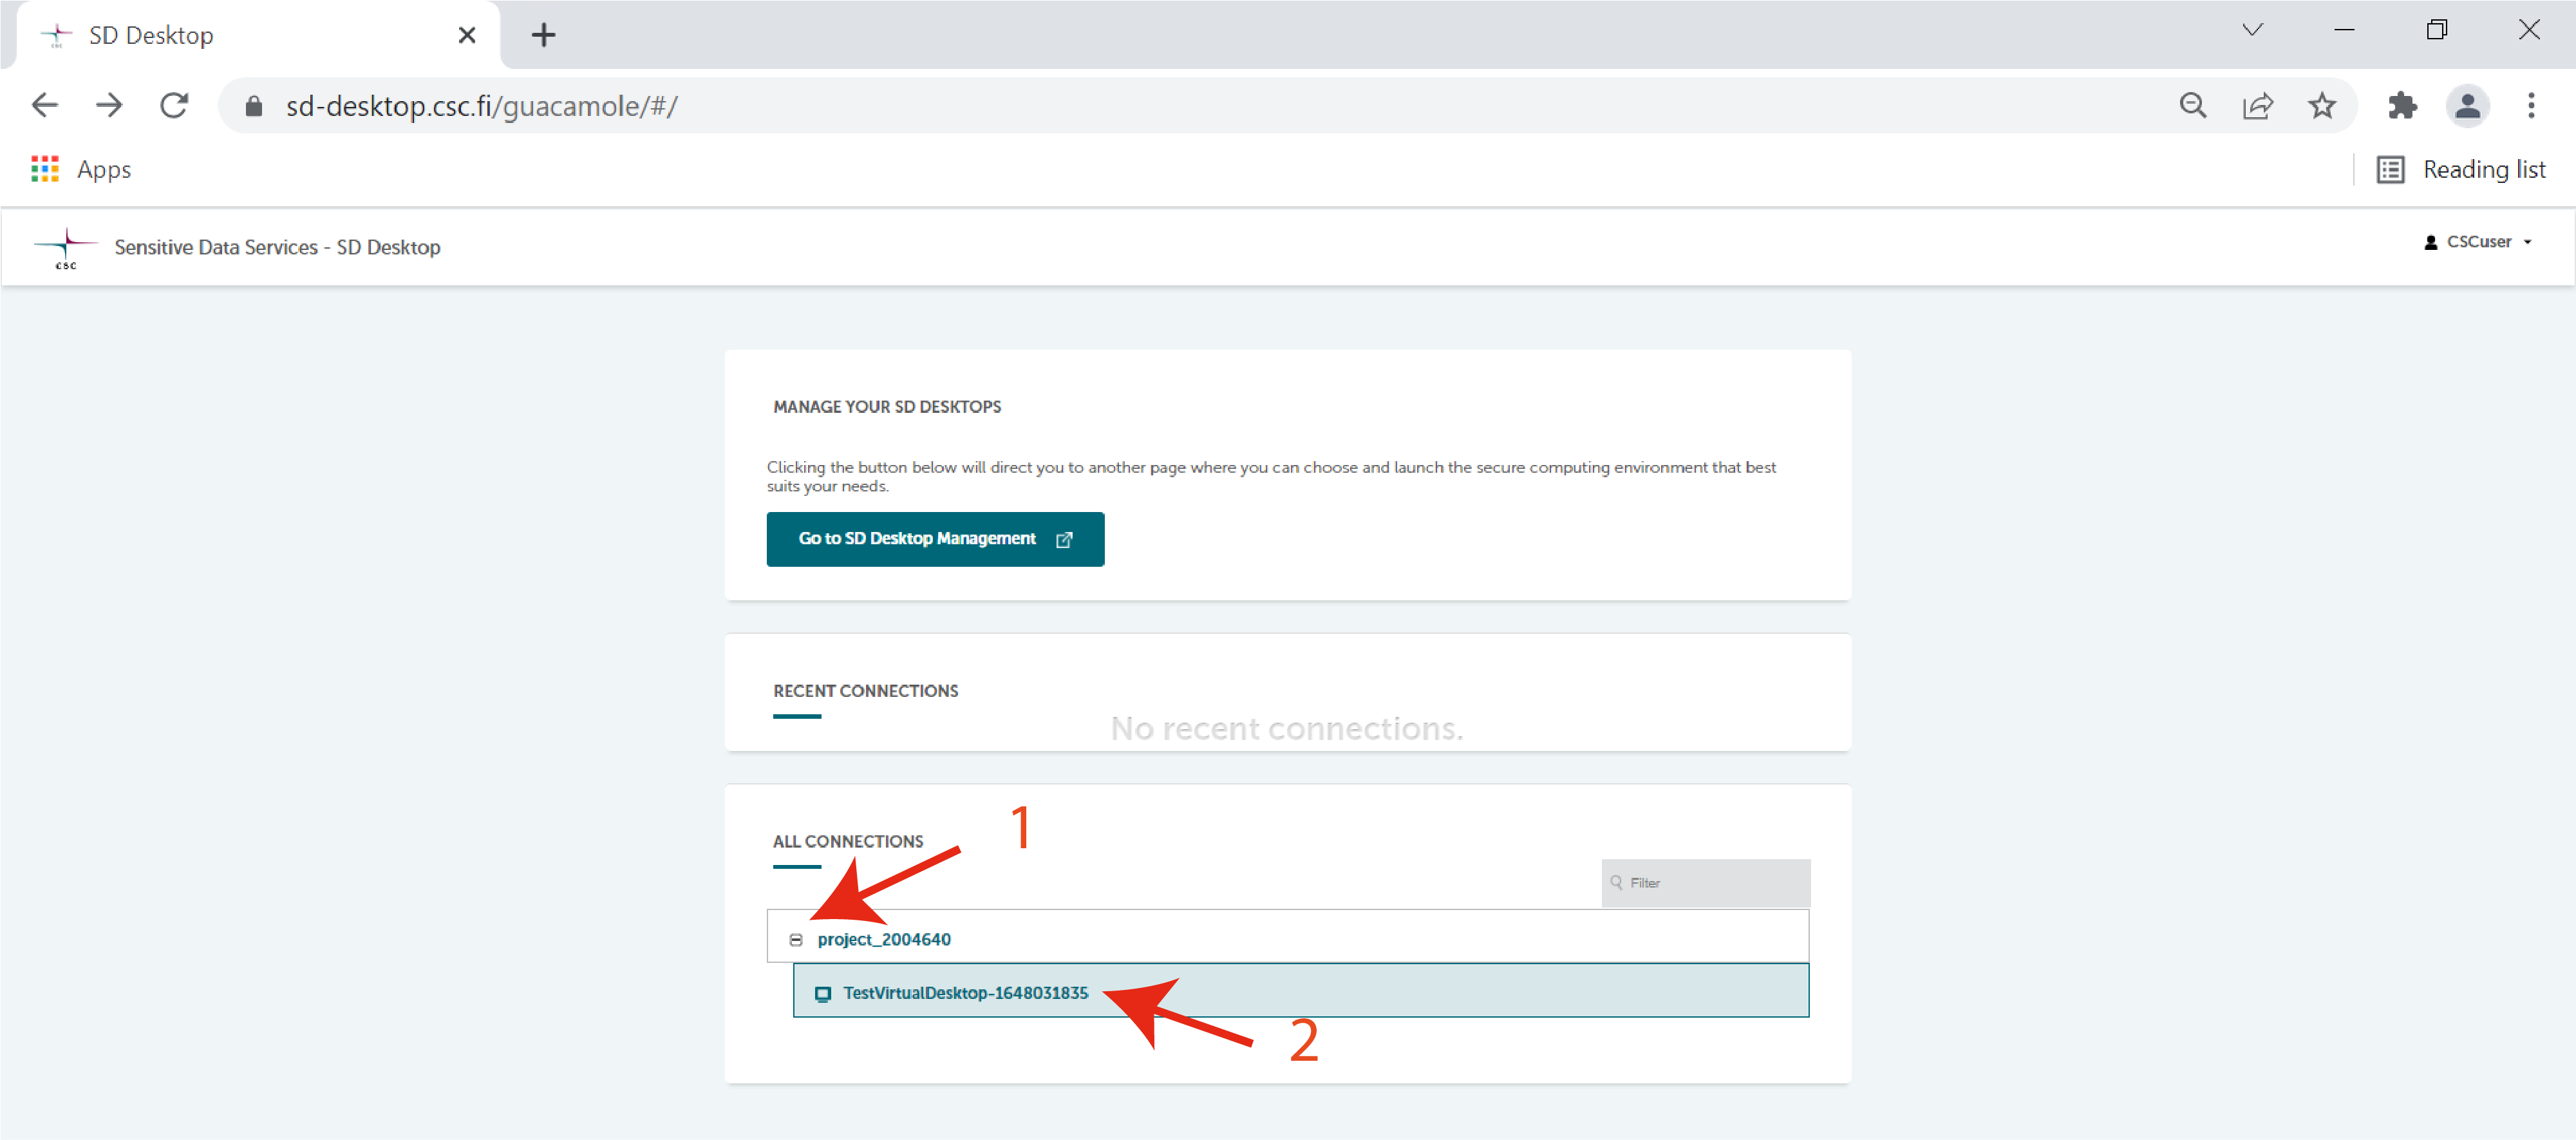 SD Desktop
sd-desktop.csc.fi/guacamole/#/
Apps
Reading list
CSC
Sensitive Data Services - SD Desktop
CSCuser
MANAGE YOUR SD DESKTOPS
Clicking the button below will direct you to another page where you can choose and launch the secure computing environment that best
suits your needs.
Go to SD Desktop Management
RECENT CONNECTIONS
No recent connections.
1
ALL CONNECTIONS
Filter
project_2004640
TestVirtualDesktop-1648031835
2